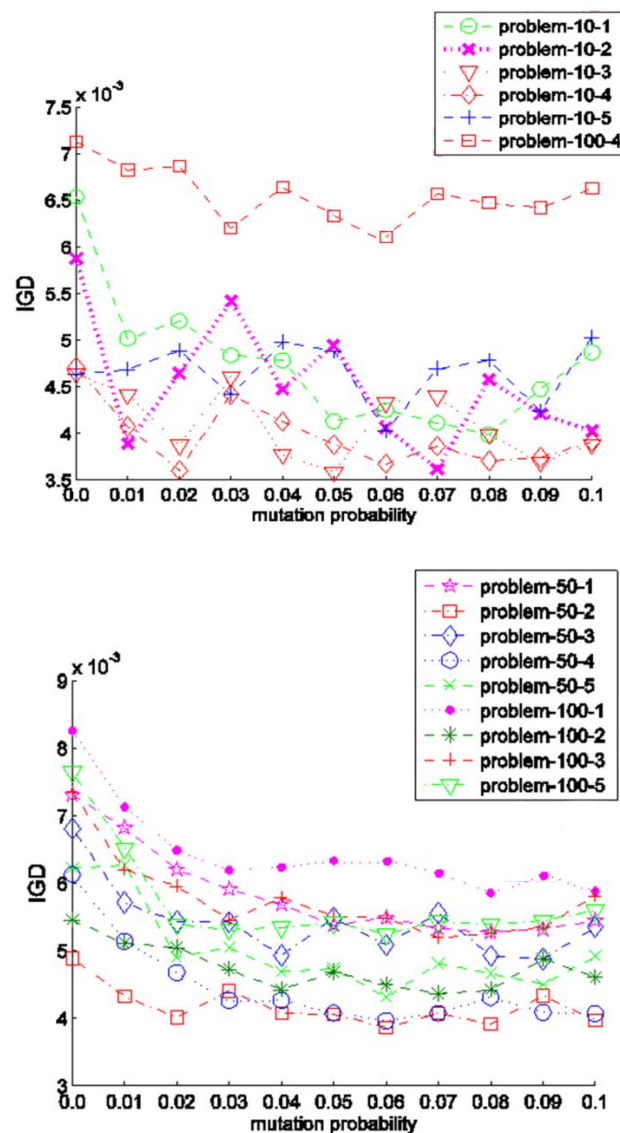 problem-10-1
problem-10-2
problem-10-3
problem-10-4
problem-10-5
problem-100-4
x 10⁻³
7.5
7
6.5
6
5.5
5
4.5
4
3.5
IGD
0.0 0.01 0.02 0.03 0.04 0.05 0.06 0.07 0.08 0.09 0.1
mutation probability
problem-50-1
problem-50-2
problem-50-3
problem-50-4
problem-50-5
problem-100-1
problem-100-2
problem-100-3
problem-100-5
x 10⁻³
9
8
7
6
5
4
3
IGD
0.0 0.01 0.02 0.03 0.04 0.05 0.06 0.07 0.08 0.09 0.1
mutation probability